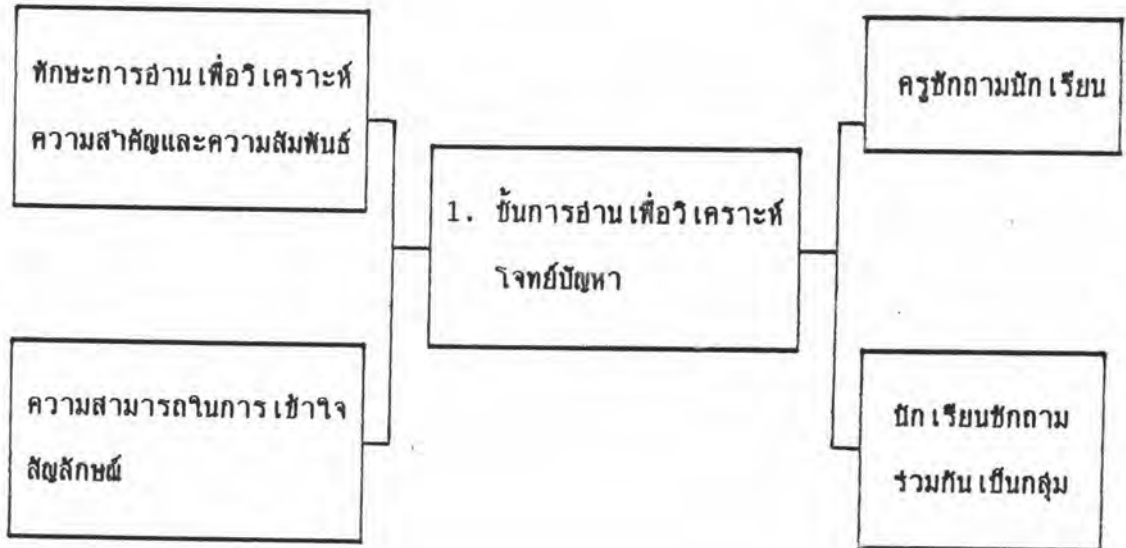 ทักษะการอ่านเพื่อวิเคราะห์
ความสำคัญและความสัมพันธ์
ความสามารถในการเข้าใจ
สัญลักษณ์
1. ขั้นการอ่านเพื่อวิเคราะห์
โจทย์ปัญหา
ครูซักถามนักเรียน
นักเรียนซักถาม
ร่วมกันเป็นกลุ่ม